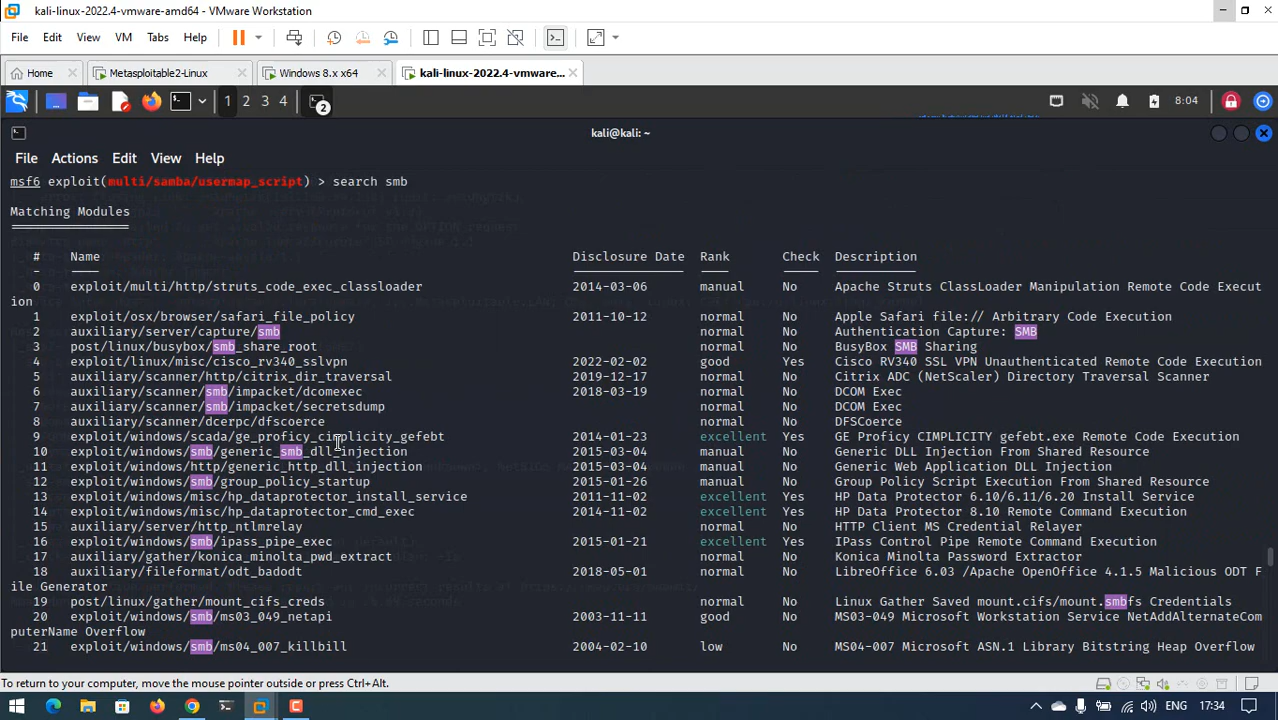 kali-linux-2022.4-vmware-amd64 - VMware Workstation
File Edit View VM Tabs Help
Home Metasploitable2-Linux Windows 8.x x64 kali-linux-2022.4-vmware...
1 2 3 4 2 8:04
kali@kali: ~
File Actions Edit View Help
msf6 exploit(multi/samba/usermap_script) > search smb
Matching Modules
================
# Name Disclosure Date Rank Check Description
- ---- --------------- ---- ----- -----------
0 exploit/multi/http/struts_code_exec_classloader 2014-03-06 manual No Apache Struts ClassLoader Manipulation Remote Code Execut
ion
1 exploit/osx/browser/safari_file_policy 2011-10-12 normal No Apple Safari file:// Arbitrary Code Execution
2 auxiliary/server/capture/smb normal No Authentication Capture: SMB
3 post/linux/busybox/smb_share_root normal No BusyBox SMB Sharing
4 exploit/linux/misc/cisco_rv340_sslvpn 2022-02-02 good Yes Cisco RV340 SSL VPN Unauthenticated Remote Code Execution
5 auxiliary/scanner/http/citrix_dir_traversal 2019-12-17 normal No Citrix ADC (NetScaler) Directory Traversal Scanner
6 auxiliary/scanner/smb/impacket/dcomexec 2018-03-19 normal No DCOM Exec
7 auxiliary/scanner/smb/impacket/secretsdump normal No DCOM Exec
8 auxiliary/scanner/dcerpc/dfscoerce normal No DFSCoerce
9 exploit/windows/scada/ge_proficy_cimplicity_gefebt 2014-01-23 excellent Yes GE Proficy CIMPLICITY gefebt.exe Remote Code Execution
10 exploit/windows/smb/generic_smb_dll_injection 2015-03-04 manual No Generic DLL Injection From Shared Resource
11 exploit/windows/http/generic_http_dll_injection 2015-03-04 manual No Generic Web Application DLL Injection
12 exploit/windows/smb/group_policy_startup 2015-01-26 manual No Group Policy Script Execution From Shared Resource
13 exploit/windows/misc/hp_dataprotector_install_service 2011-11-02 excellent Yes HP Data Protector 6.10/6.11/6.20 Install Service
14 exploit/windows/misc/hp_dataprotector_cmd_exec 2014-11-02 excellent Yes HP Data Protector 8.10 Remote Command Execution
15 auxiliary/server/http_ntlmrelay normal No HTTP Client MS Credential Relayer
16 exploit/windows/smb/ipass_pipe_exec 2015-01-21 excellent Yes IPass Control Pipe Remote Command Execution
17 auxiliary/gather/konica_minolta_pwd_extract normal No Konica Minolta Password Extractor
18 auxiliary/fileformat/odt_badodt 2018-05-01 normal No LibreOffice 6.03 /Apache OpenOffice 4.1.5 Malicious ODT F
ile Generator
19 post/linux/gather/mount_cifs_creds normal No Linux Gather Saved mount.cifs/mount.smbfs Credentials
20 exploit/windows/smb/ms03_049_netapi 2003-11-11 good No MS03-049 Microsoft Workstation Service NetAddAlternateCom
puterName Overflow
21 exploit/windows/smb/ms04_007_killbill 2004-02-10 low No MS04-007 Microsoft ASN.1 Library Bitstring Heap Overflow
To return to your computer, move the mouse pointer outside or press Ctrl+Alt.
17:34